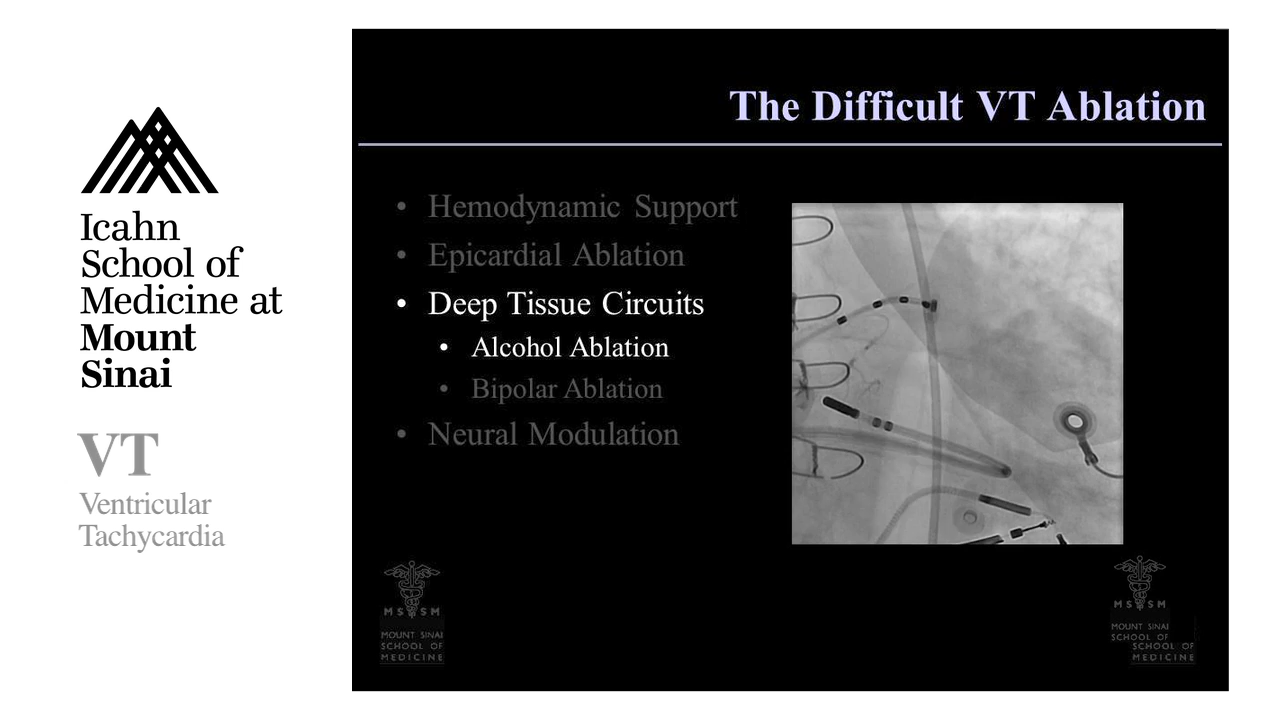 Icahn
School of
Medicine at
Mount
Sinai
VT
Ventricular
Tachycardia
The Difficult VT Ablation
• Hemodynamic Support
• Epicardial Ablation
• Deep Tissue Circuits
• Alcohol Ablation
• Bipolar Ablation
• Neural Modulation
MS SM
MOUNT SINAI
SCHOOL OF
MEDICINE
MS SM
MOUNT SINAI
SCHOOL OF
SCHOOL OF
MEDICINE